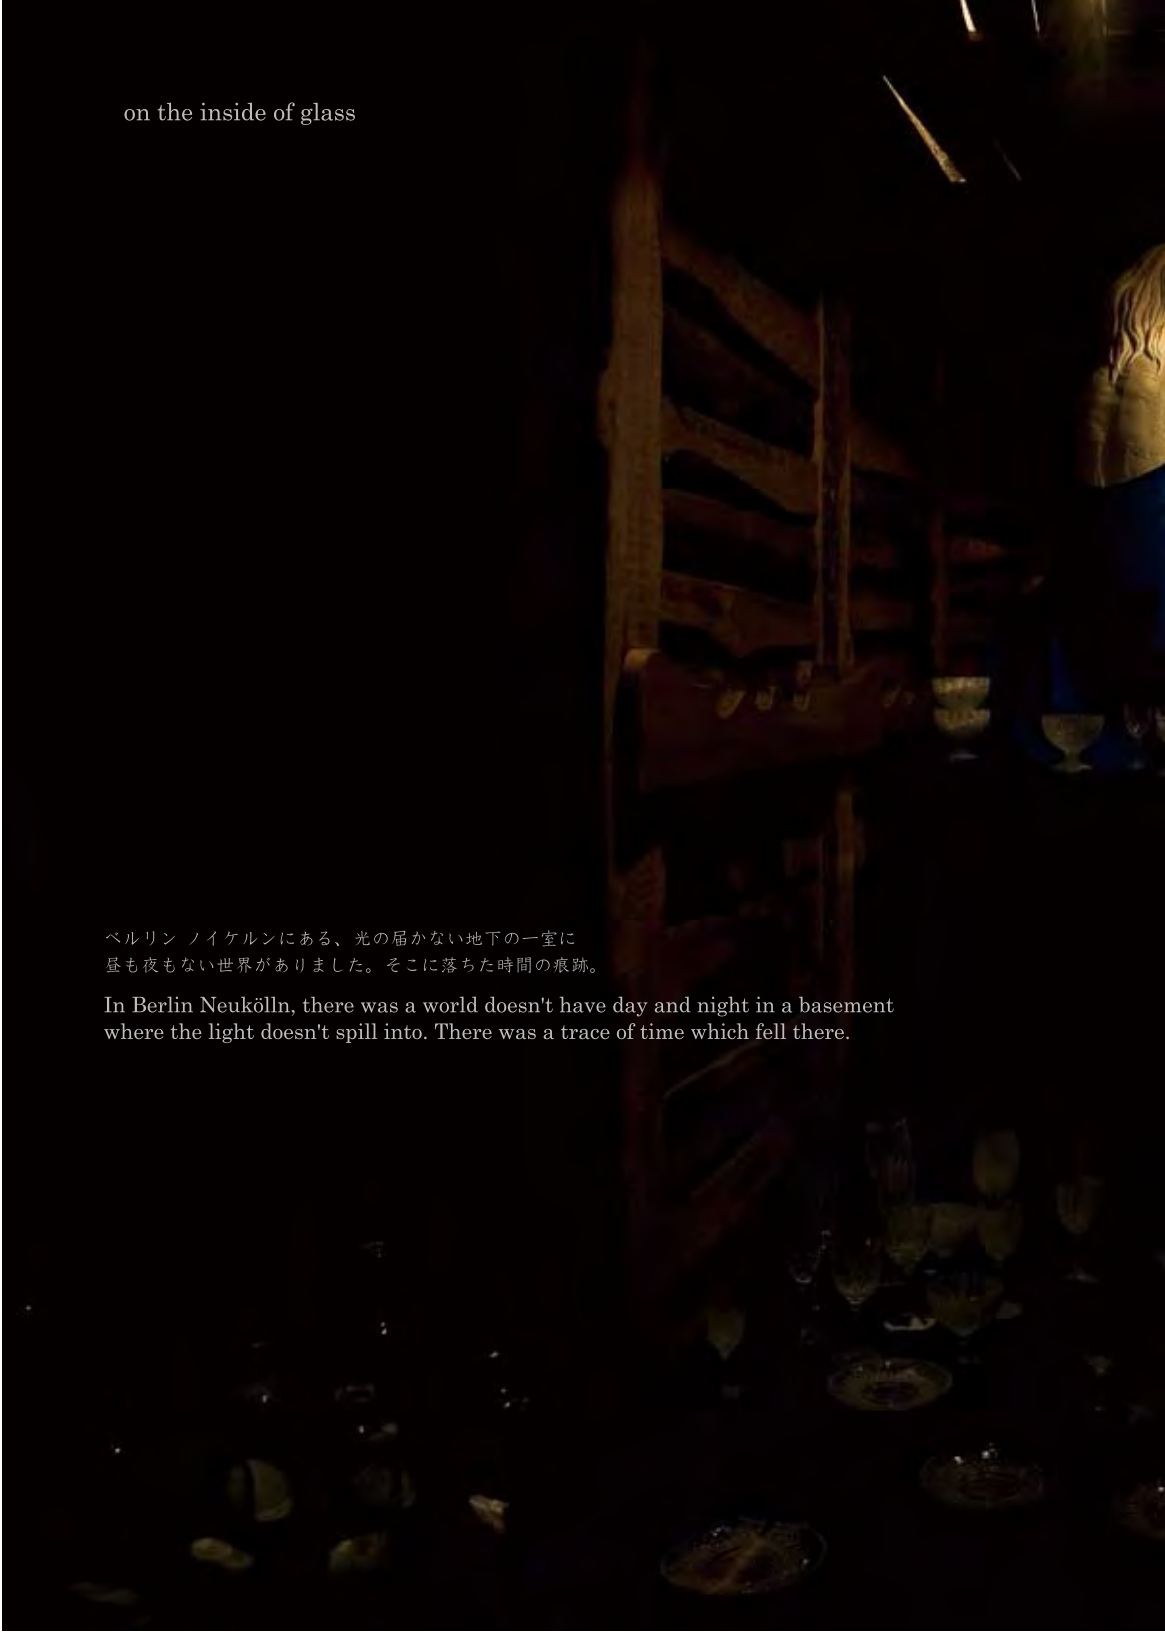 on the inside of glass
ベルリン ノイケルンにある、光の届かない地下の一室に
昼も夜もない世界がありました。そこに落ちた時間の痕跡。
In Berlin Neukölln, there was a world doesn't have day and night in a basement
where the light doesn't spill into. There was a trace of time which fell there.